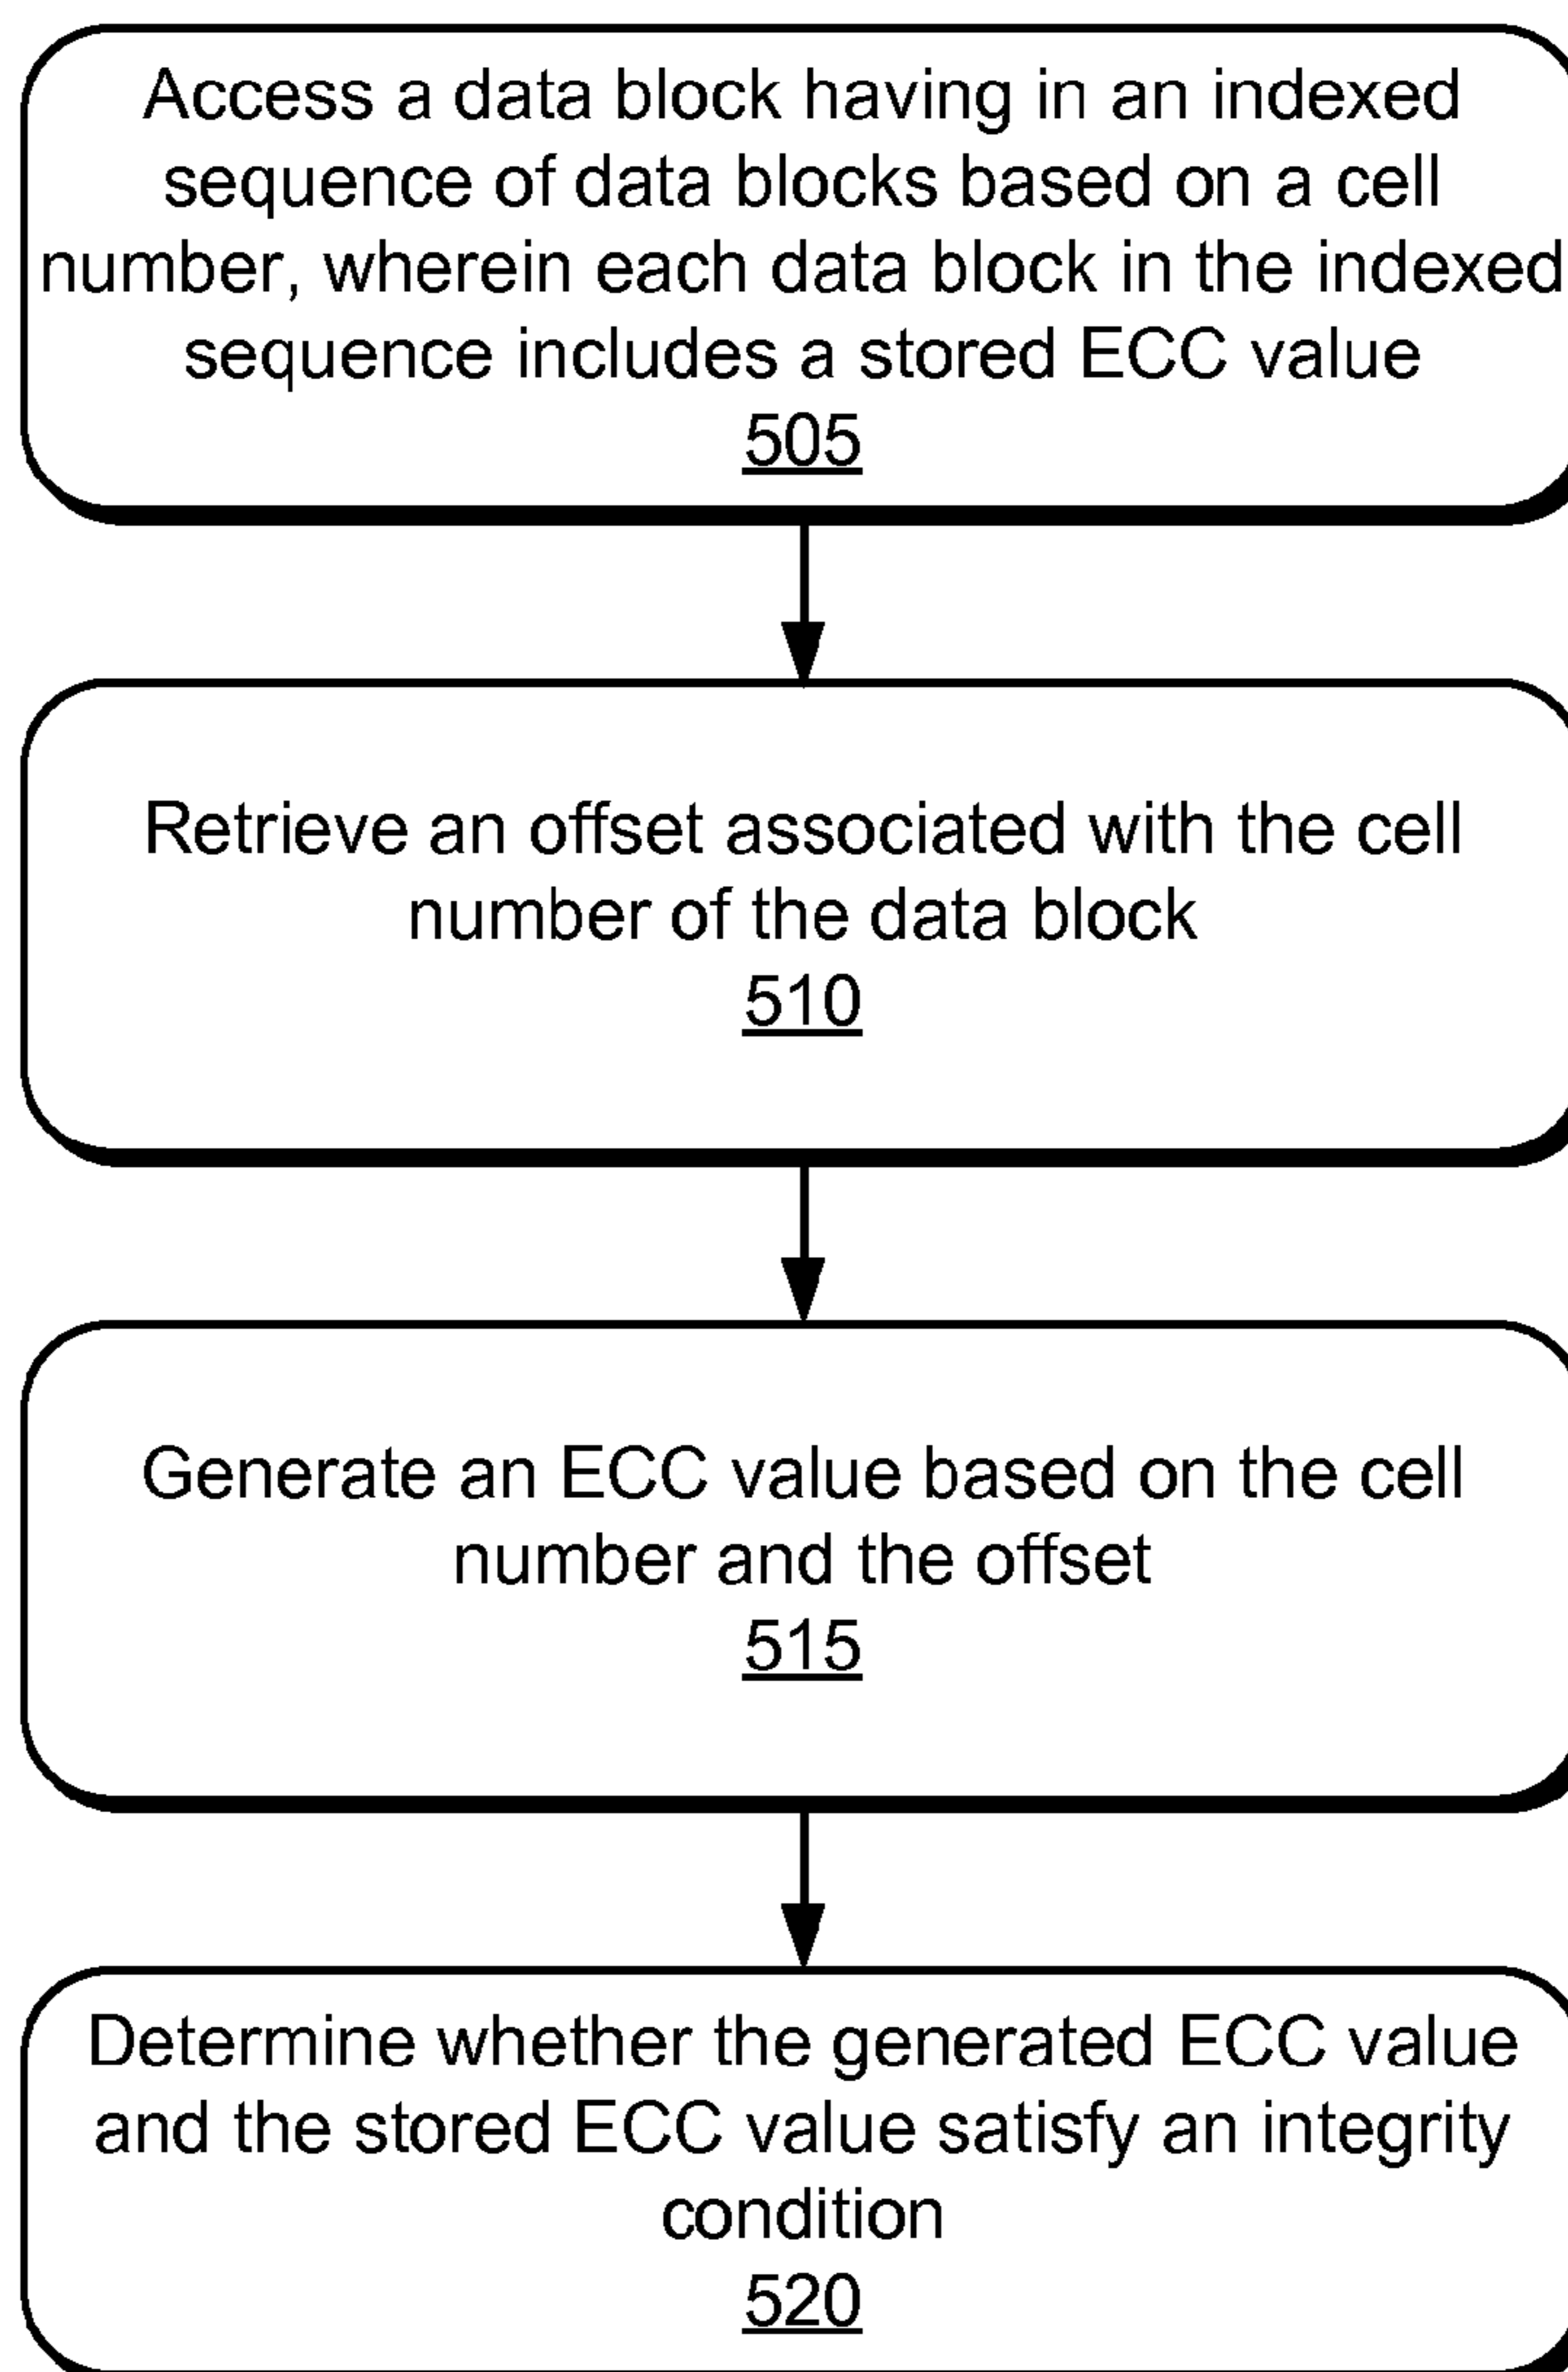 Access a data block having in an indexed
sequence of data blocks based on a cell
number, wherein each data block in the indexed
sequence includes a stored ECC value
505
Retrieve an offset associated with the cell
number of the data block
510
Generate an ECC value based on the cell
number and the offset
515
Determine whether the generated ECC value
and the stored ECC value satisfy an integrity
condition
520